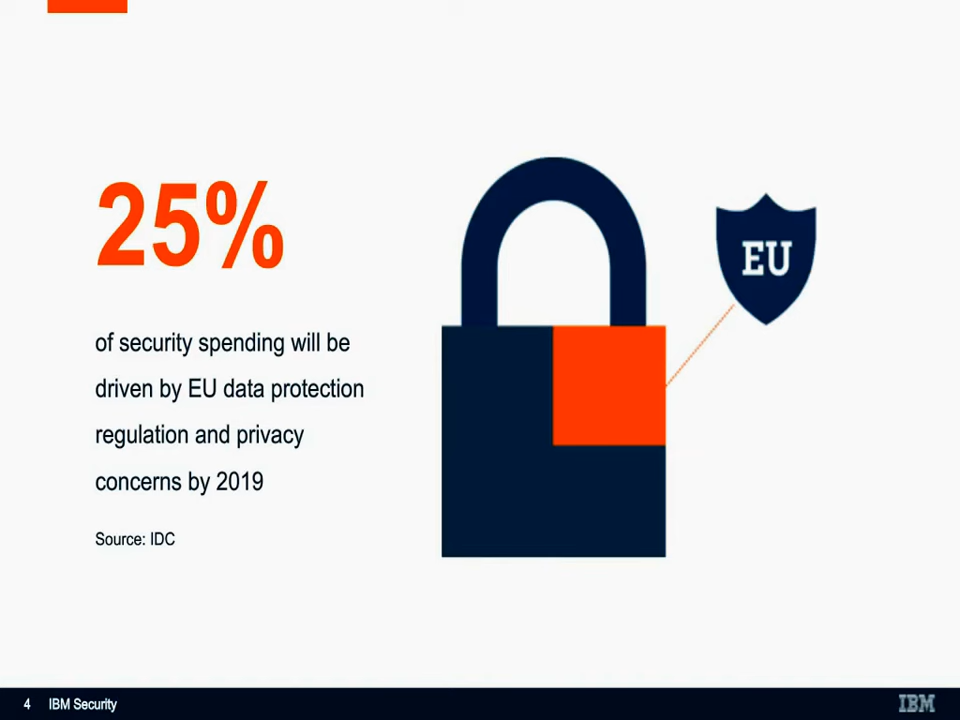 25%
of security spending will be
driven by EU data protection
regulation and privacy
concerns by 2019
Source: IDC
EU
4 IBM Security
IBM